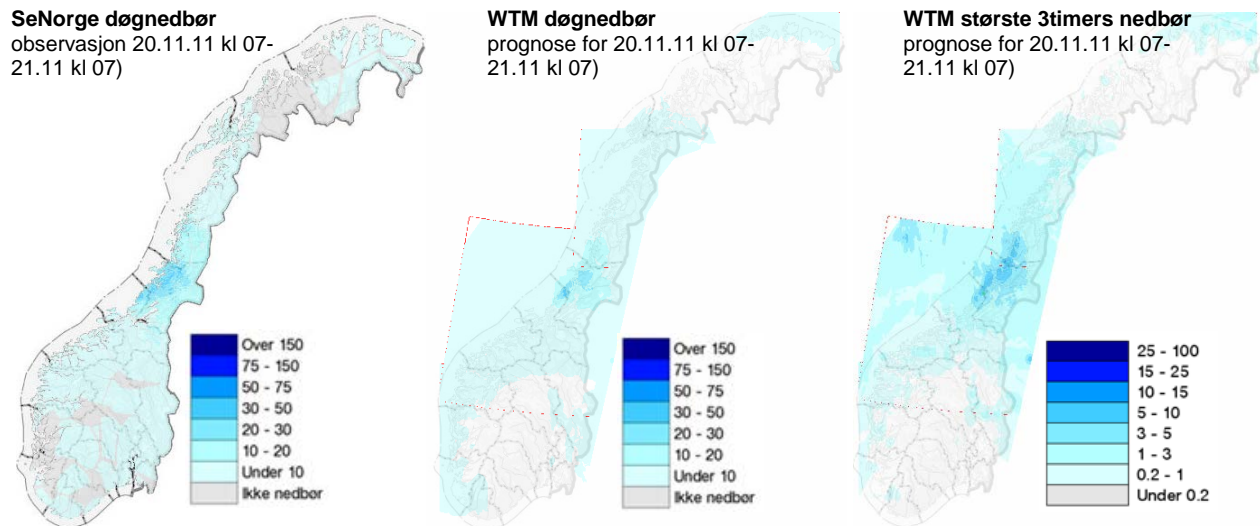 SeNorge døgnedbør
observasjon 20.11.11 kl 07-
21.11 kl 07)
Over 150
75 - 150
50 - 75
30 - 50
20 - 30
10 - 20
Under 10
Ikke nedbør
WTM døgnedbør
prognose for 20.11.11 kl 07-
21.11 kl 07)
Over 150
75 - 150
50 - 75
30 - 50
20 - 30
10 - 20
Under 10
Ikke nedbør
WTM største 3timers nedbør
prognose for 20.11.11 kl 07-
21.11 kl 07)
25 - 100
15 - 25
10 - 15
5 - 10
3 - 5
1 - 3
0.2 - 1
Under 0.2